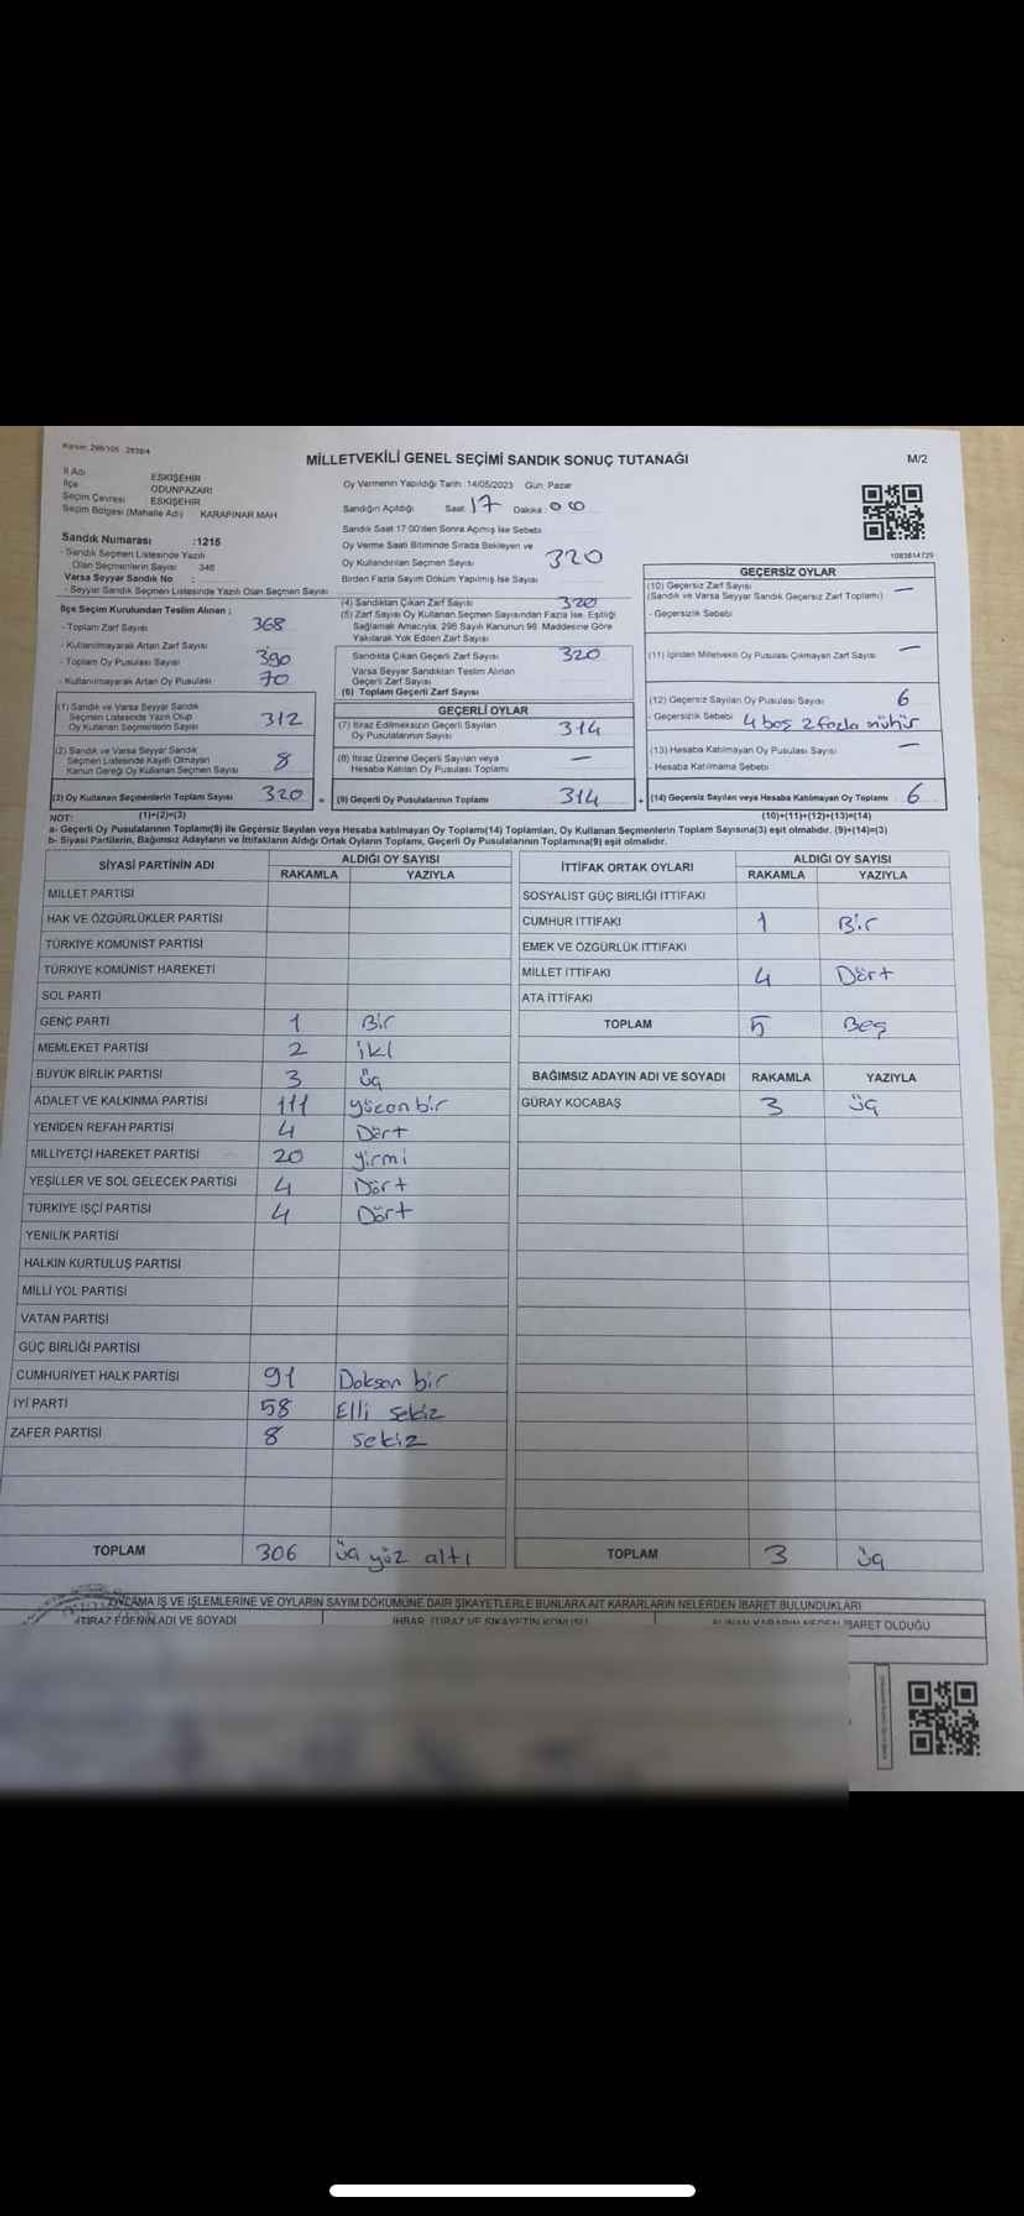 Kanun: 298/105 - 2839/4
MİLLETVEKİLİ GENEL SEÇİMİ SANDIK SONUÇ TUTANAĞI
M/2
İl Adı ESKİŞEHİR
İlçe ODUNPAZARI
Seçim Çevresi ESKİŞEHİR
Seçim Bölgesi (Mahalle Adı) KARAPINAR MAH
Sandık Numarası :1215
- Sandık Seçmen Listesinde Yazılı
Olan Seçmenlerin Sayısı 346
Varsa Seyyar Sandık No :
- Seyyar Sandık Seçmen Listesinde Yazılı Olan Seçmen Sayısı
İlçe Seçim Kurulundan Teslim Alınan :
- Toplam Zarf Sayısı 368
- Kullanılmayarak Artan Zarf Sayısı
- Toplam Oy Pusulası Sayısı 390
- Kullanılmayarak Artan Oy Pusulası 70
(1) Sandık ve Varsa Seyyar Sandık
Seçmen Listesinde Yazılı Olup
Oy Kullanan Seçmenlerin Sayısı 312
(2) Sandık ve Varsa Seyyar Sandık
Seçmen Listesinde Kayıtlı Olmayan
Kanun Gereği Oy Kullanan Seçmen Sayısı 8
(3) Oy Kullanan Seçmenlerin Toplam Sayısı 320
Oy Vermenin Yapıldığı Tarih :14/05/2023 Gün: Pazar
Sandığın Açıldığı Saat: 17 Dakika: 00
Sandık Saat 17.00'den Sonra Açılmış İse Sebebi
Oy Verme Saati Bitiminde Sırada Bekleyen ve
Oy Kullandırılan Seçmen Sayısı 320
Birden Fazla Sayım Döküm Yapılmış İse Sayısı
(4) Sandıktan Çıkan Zarf Sayısı 320
(5) Zarf Sayısı Oy Kullanan Seçmen Sayısından Fazla İse, Eşitliği
Sağlamak Amacıyla, 298 Sayılı Kanunun 98. Maddesine Göre
Yakılarak Yok Edilen Zarf Sayısı
Sandıkta Çıkan Geçerli Zarf Sayısı 320
Varsa Seyyar Sandıktan Teslim Alınan
Geçerli Zarf Sayısı
(6) Toplam Geçerli Zarf Sayısı
GEÇERLİ OYLAR
(7) İtiraz Edilmeksizin Geçerli Sayılan
Oy Pusulalarının Sayısı 314
(8) İtiraz Üzerine Geçerli Sayılan veya
Hesaba Katılan Oy Pusulası Toplamı —
= (9) Geçerli Oy Pusulalarının Toplamı 314
1083614729
GEÇERSİZ OYLAR
(10) Geçersiz Zarf Sayısı
(Sandık ve Varsa Seyyar Sandık Geçersiz Zarf Toplamı) —
- Geçersizlik Sebebi
(11) İçinden Milletvekili Oy Pusulası Çıkmayan Zarf Sayısı —
(12) Geçersiz Sayılan Oy Pusulası Sayısı 6
- Geçersizlik Sebebi 4 boş 2 fazla mühür
(13) Hesaba Katılmayan Oy Pusulası Sayısı —
- Hesaba Katılmama Sebebi
+ (14) Geçersiz Sayılan veya Hesaba Katılmayan Oy Toplamı 6
NOT: (1)+(2)=(3) (10)+(11)+(12)+(13)=(14)
a- Geçerli Oy Pusulalarının Toplamı(9) ile Geçersiz Sayılan veya Hesaba katılmayan Oy Toplamı(14) Toplamları, Oy Kullanan Seçmenlerin Toplam Sayısına(3) eşit olmalıdır. (9)+(14)=(3)
b- Siyasi Partilerin, Bağımsız Adayların ve İttifakların Aldığı Ortak Oyların Toplamı, Geçerli Oy Pusulalarının Toplamına(9) eşit olmalıdır.
SİYASİ PARTİNİN ADI ALDIĞI OY SAYISI
RAKAMLA YAZIYLA
MİLLET PARTİSİ
HAK VE ÖZGÜRLÜKLER PARTİSİ
TÜRKİYE KOMÜNİST PARTİSİ
TÜRKİYE KOMÜNİST HAREKETİ
SOL PARTİ
GENÇ PARTİ 1 Bir
MEMLEKET PARTİSİ 2 iki
BÜYÜK BİRLİK PARTİSİ 3 üç
ADALET VE KALKINMA PARTİSİ 111 yüzonbir
YENİDEN REFAH PARTİSİ 4 Dört
MİLLİYETÇİ HAREKET PARTİSİ 20 yirmi
YEŞİLLER VE SOL GELECEK PARTİSİ 4 Dört
TÜRKİYE İŞÇİ PARTİSİ 4 Dört
YENİLİK PARTİSİ
HALKIN KURTULUŞ PARTİSİ
MİLLİ YOL PARTİSİ
VATAN PARTİSİ
GÜÇ BİRLİĞİ PARTİSİ
CUMHURİYET HALK PARTİSİ 91 Doksan bir
İYİ PARTİ 58 Elli sekiz
ZAFER PARTİSİ 8 sekiz
TOPLAM 306 üç yüz altı
İTTİFAK ORTAK OYLARI ALDIĞI OY SAYISI
RAKAMLA YAZIYLA
SOSYALİST GÜÇ BİRLİĞİ İTTİFAKI
CUMHUR İTTİFAKI 1 Bir
EMEK VE ÖZGÜRLÜK İTTİFAKI
MİLLET İTTİFAKI 4 Dört
ATA İTTİFAKI
TOPLAM 5 Beş
BAĞIMSIZ ADAYIN ADI VE SOYADI RAKAMLA YAZIYLA
GÜRAY KOCABAŞ 3 üç
TOPLAM 3 üç
OYLAMA İŞ VE İŞLEMLERİNE VE OYLARIN SAYIM DÖKÜMÜNE DAİR ŞİKAYETLERLE BUNLARA AİT KARARLARIN NELERDEN İBARET BULUNDUKLARI
İTİRAZ EDENİN ADI VE SOYADI İHBAR, İTİRAZ VE ŞİKAYETİN KONUSU ALINAN KARARIN NEDEN İBARET OLDUĞU